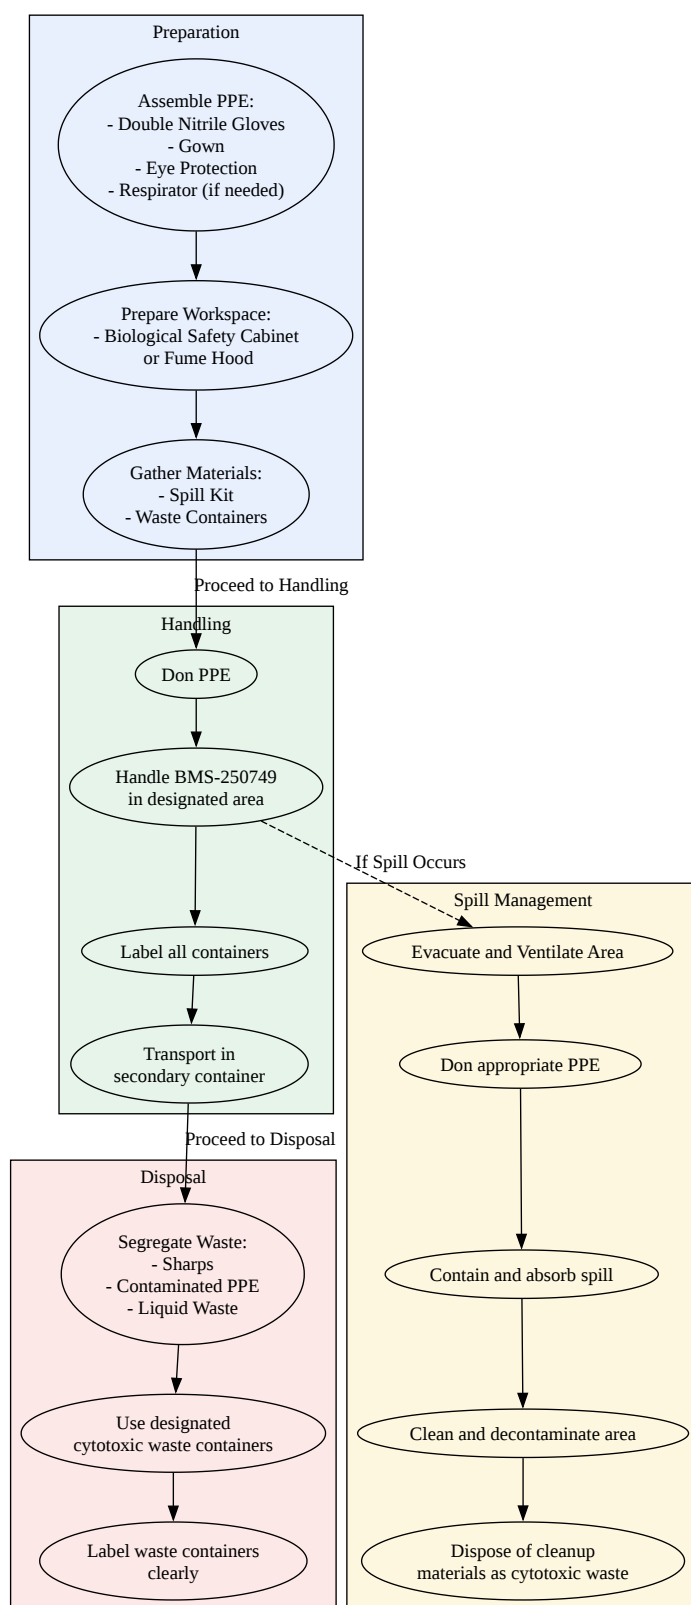 Preparation
Assemble PPE:
- Double Nitrile Gloves
- Gown
- Eye Protection
- Respirator (if needed)
Prepare Workspace:
- Biological Safety Cabinet
or Fume Hood
Gather Materials:
- Spill Kit
- Waste Containers
Proceed to Handling
Handling
Don PPE
Handle BMS-250749
in designated area
If Spill Occurs
Label all containers
Transport in
secondary container
Proceed to Disposal
Disposal
Segregate Waste:
- Sharps
- Contaminated PPE
- Liquid Waste
Use designated
cytotoxic waste containers
Label waste containers
clearly
Spill Management
Evacuate and Ventilate Area
Don appropriate PPE
Contain and absorb spill
Clean and decontaminate area
Dispose of cleanup
materials as cytotoxic waste